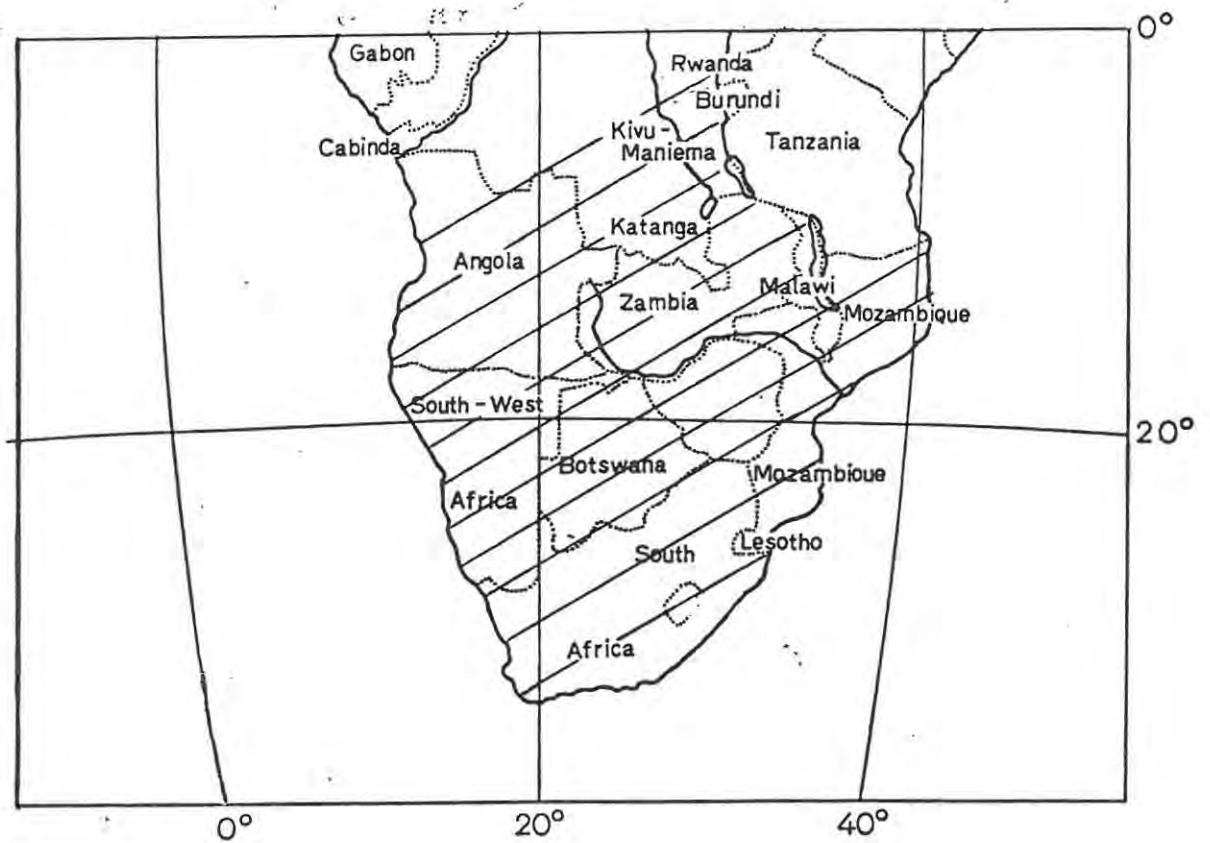 0°
Gabon
Rwanda
Burundi
Cabinda
Kivu-
Maniema
Tanzania
Katanga
Angola
Zambia
Malawi
Mozambique
South-West
20°
Botswana
Mozambioue
Africa
South
Lesotho
Africa
0°
20°
40°